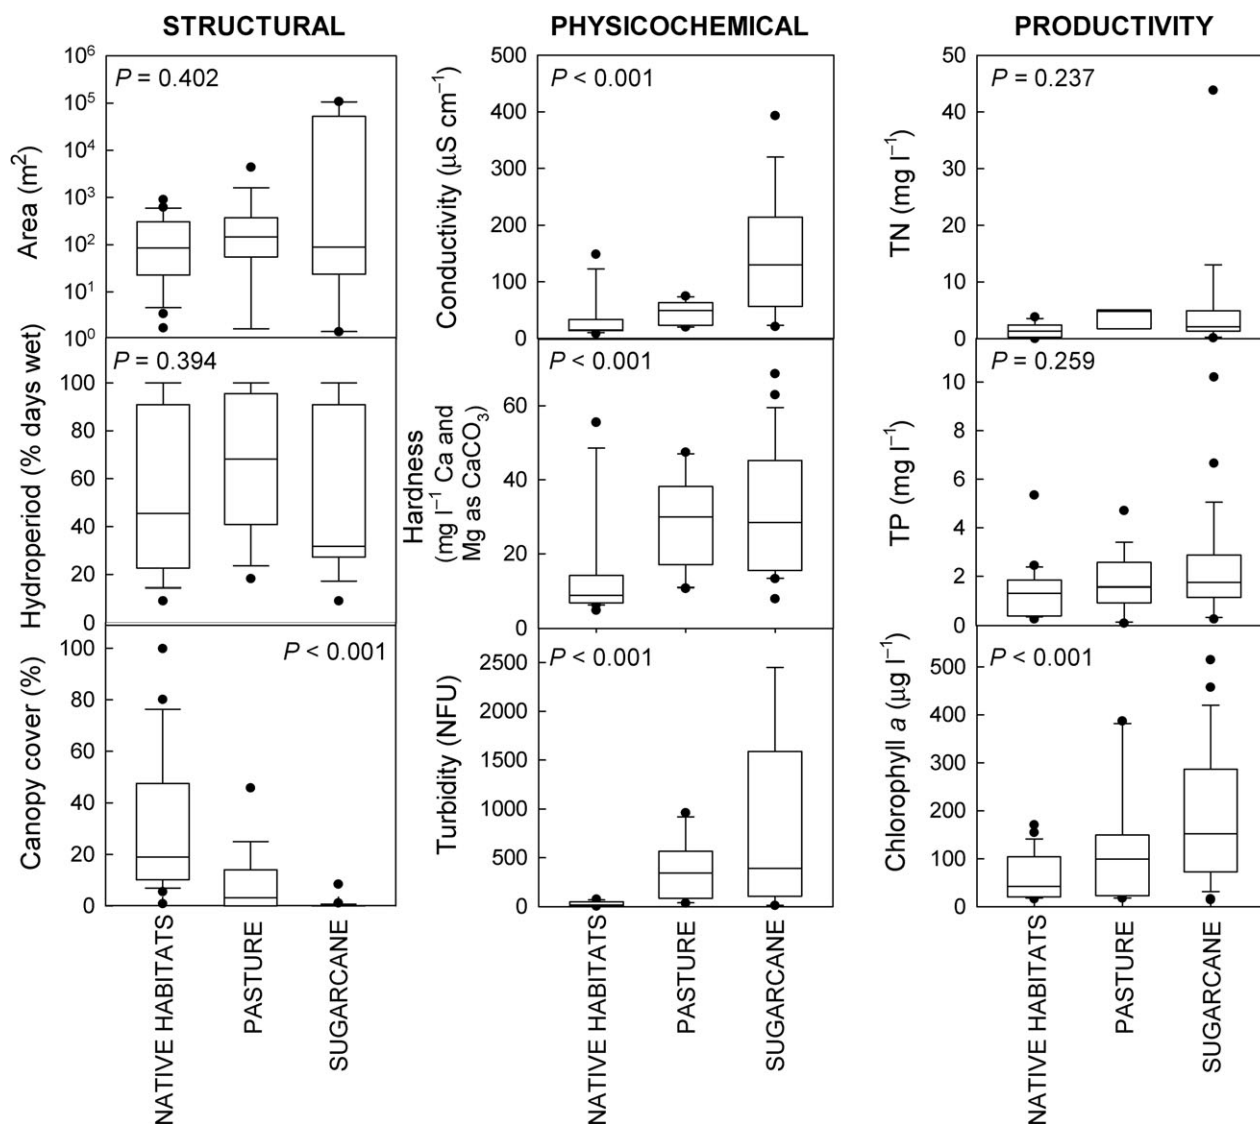 STRUCTURAL
PHYSICOCHEMICAL
PRODUCTIVITY
Area (m²)
10⁶
10⁵
10⁴
10³
10²
10¹
10⁰
P = 0.402
Conductivity (µS cm⁻¹)
500
400
300
200
100
0
P < 0.001
TN (mg l⁻¹)
50
40
30
20
10
0
P = 0.237
Hydroperiod (% days wet)
100
80
60
40
20
0
P = 0.394
Hardness
(mg l⁻¹ Ca and
Mg as CaCO₃)
60
40
20
0
P < 0.001
TP (mg l⁻¹)
10
8
6
4
2
0
P = 0.259
Canopy cover (%)
100
80
60
40
20
0
P < 0.001
Turbidity (NFU)
2500
2000
1500
1000
500
0
P < 0.001
Chlorophyll a (µg l⁻¹)
500
400
300
200
100
0
P < 0.001
NATIVE HABITATS
PASTURE
SUGARCANE
NATIVE HABITATS
PASTURE
SUGARCANE
NATIVE HABITATS
PASTURE
SUGARCANE